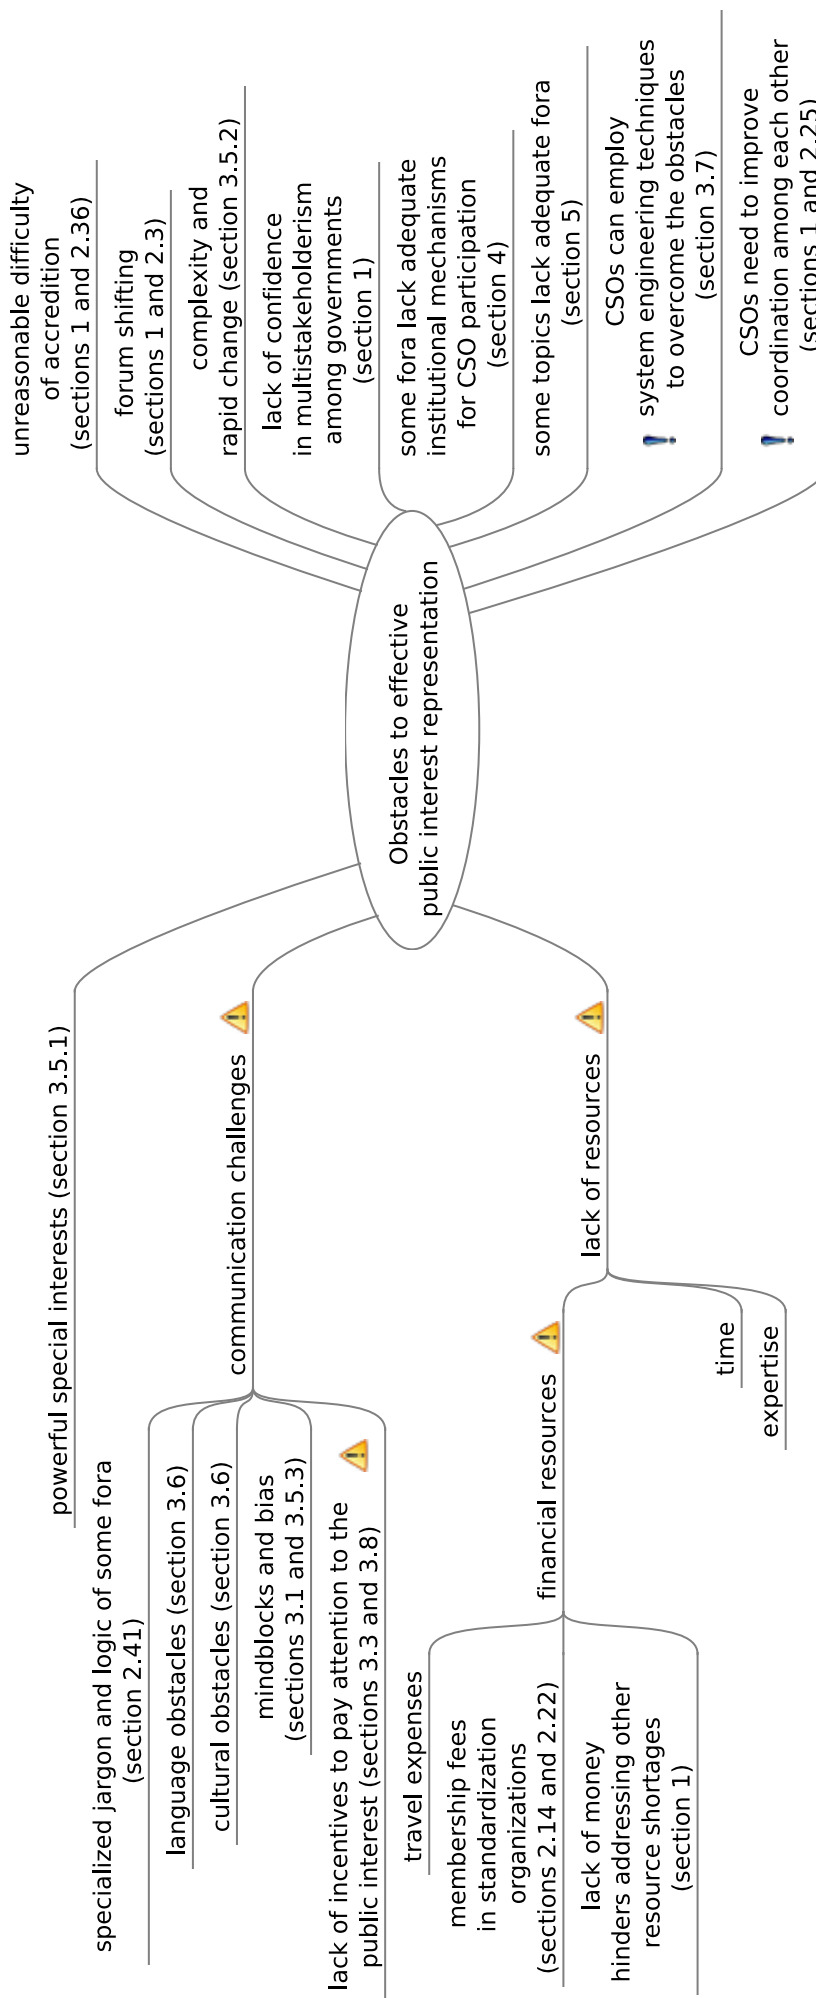 Obstacles to effective
public interest representation
unreasonable difficulty
of accredition
(sections 1 and 2.36)
forum shifting
(sections 1 and 2.3)
complexity and
rapid change (section 3.5.2)
lack of confidence
in multistakeholderism
among governments
(section 1)
some fora lack adequate
institutional mechanisms
for CSO participation
(section 4)
some topics lack adequate fora
(section 5)
CSOs can employ
system engineering techniques
to overcome the obstacles
(section 3.7)
CSOs need to improve
coordination among each other
(sections 1 and 2.25)
powerful special interests (section 3.5.1)
communication challenges
specialized jargon and logic of some fora
(section 2.41)
language obstacles (section 3.6)
cultural obstacles (section 3.6)
mindblocks and bias
(sections 3.1 and 3.5.3)
lack of incentives to pay attention to the
public interest (sections 3.3 and 3.8)
lack of resources
financial resources
travel expenses
membership fees
in standardization
organizations
(sections 2.14 and 2.22)
lack of money
hinders addressing other
resource shortages
(section 1)
time
expertise